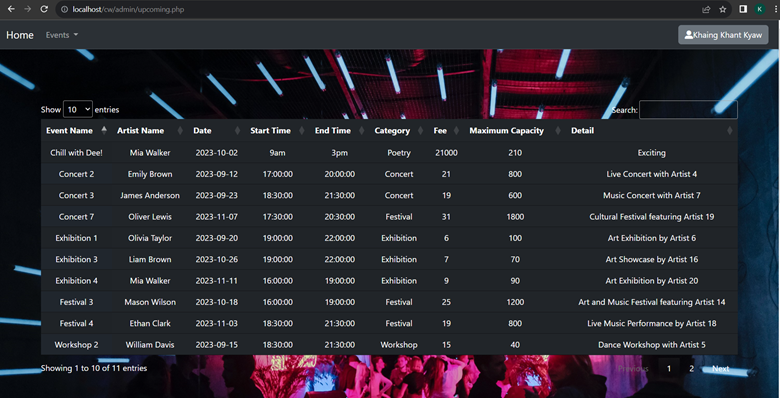 localhost/cw/admin/upcoming.php
K
Home Events Khaing Khant Kyaw
Show 10 entries Search:
Event Name Artist Name Date Start Time End Time Category Fee Maximum Capacity Detail
Chill with Dee! Mia Walker 2023-10-02 9am 3pm Poetry 21000 210 Exciting
Concert 2 Emily Brown 2023-09-12 17:00:00 20:00:00 Concert 21 800 Live Concert with Artist 4
Concert 3 James Anderson 2023-09-23 18:30:00 21:30:00 Concert 19 600 Music Concert with Artist 7
Concert 7 Oliver Lewis 2023-11-07 17:30:00 20:30:00 Festival 31 1800 Cultural Festival featuring Artist 19
Exhibition 1 Olivia Taylor 2023-09-20 19:00:00 22:00:00 Exhibition 6 100 Art Exhibition by Artist 6
Exhibition 3 Liam Brown 2023-10-26 19:00:00 22:00:00 Exhibition 7 70 Art Showcase by Artist 16
Exhibition 4 Mia Walker 2023-11-11 16:00:00 19:00:00 Exhibition 9 90 Art Exhibition by Artist 20
Festival 3 Mason Wilson 2023-10-18 16:00:00 19:00:00 Festival 25 1200 Art and Music Festival featuring Artist 14
Festival 4 Ethan Clark 2023-11-03 18:30:00 21:30:00 Festival 19 800 Live Music Performance by Artist 18
Workshop 2 William Davis 2023-09-15 18:30:00 21:30:00 Workshop 15 40 Dance Workshop with Artist 5
Showing 1 to 10 of 11 entries Previous 1 2 Next